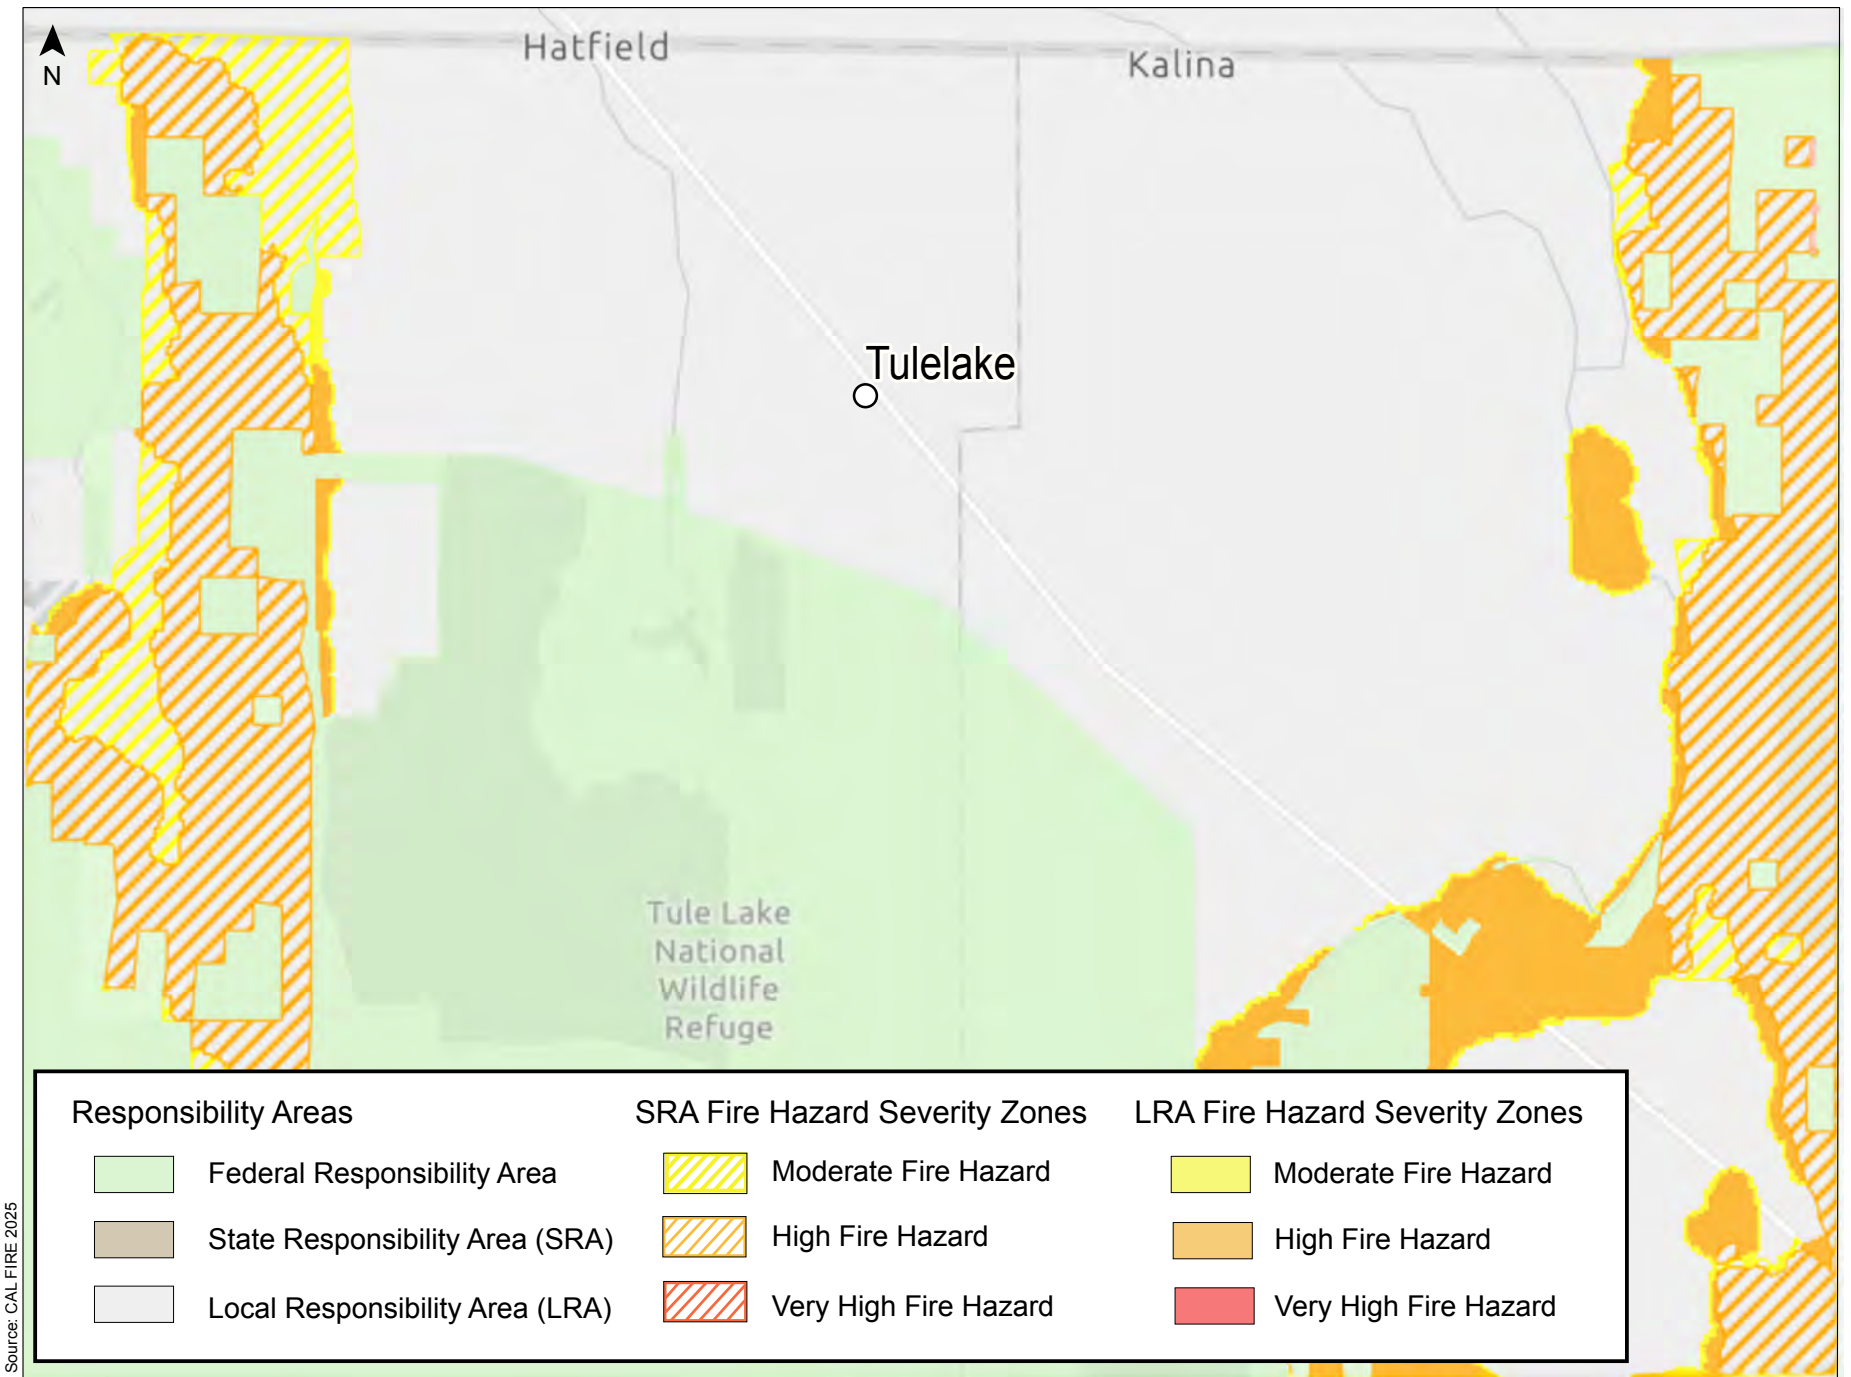 N
Hatfield
Kalina
Tulelake
Tule Lake
National
Wildlife
Refuge
Responsibility Areas
Federal Responsibility Area
State Responsibility Area (SRA)
Local Responsibility Area (LRA)
SRA Fire Hazard Severity Zones
Moderate Fire Hazard
High Fire Hazard
Very High Fire Hazard
LRA Fire Hazard Severity Zones
Moderate Fire Hazard
High Fire Hazard
Very High Fire Hazard
Source: CAL FIRE 2025